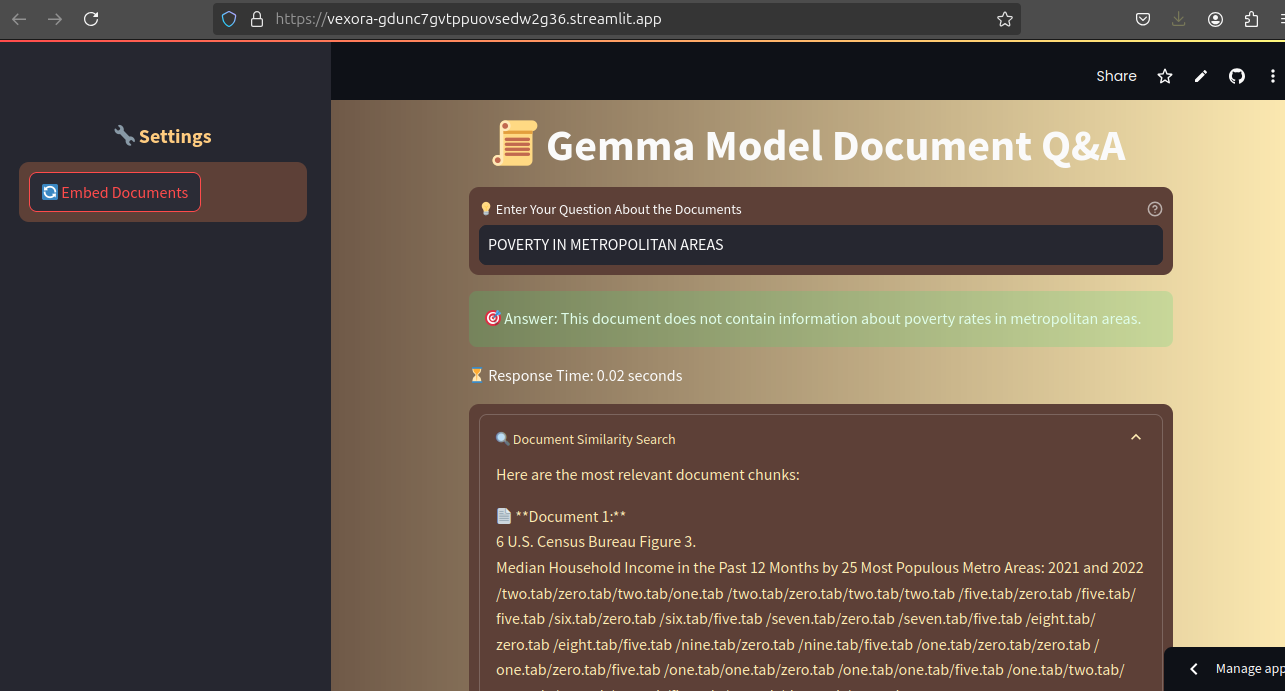 https://vexora-gdunc7gvtppuovsedw2g36.streamlit.app
Share
🔧 Settings
🔄 Embed Documents
📜 Gemma Model Document Q&A
💡 Enter Your Question About the Documents
POVERTY IN METROPOLITAN AREAS
🎯 Answer: This document does not contain information about poverty rates in metropolitan areas.
⏳ Response Time: 0.02 seconds
🔍 Document Similarity Search
Here are the most relevant document chunks:
📄 **Document 1:**
6 U.S. Census Bureau Figure 3.
Median Household Income in the Past 12 Months by 25 Most Populous Metro Areas: 2021 and 2022
/two.tab/zero.tab/two.tab/one.tab /two.tab/zero.tab/two.tab/two.tab /five.tab/zero.tab /five.tab/
five.tab /six.tab/zero.tab /six.tab/five.tab /seven.tab/zero.tab /seven.tab/five.tab /eight.tab/
zero.tab /eight.tab/five.tab /nine.tab/zero.tab /nine.tab/five.tab /one.tab/zero.tab/zero.tab /
one.tab/zero.tab/five.tab /one.tab/one.tab/zero.tab /one.tab/one.tab/five.tab /one.tab/two.tab/
Manage app